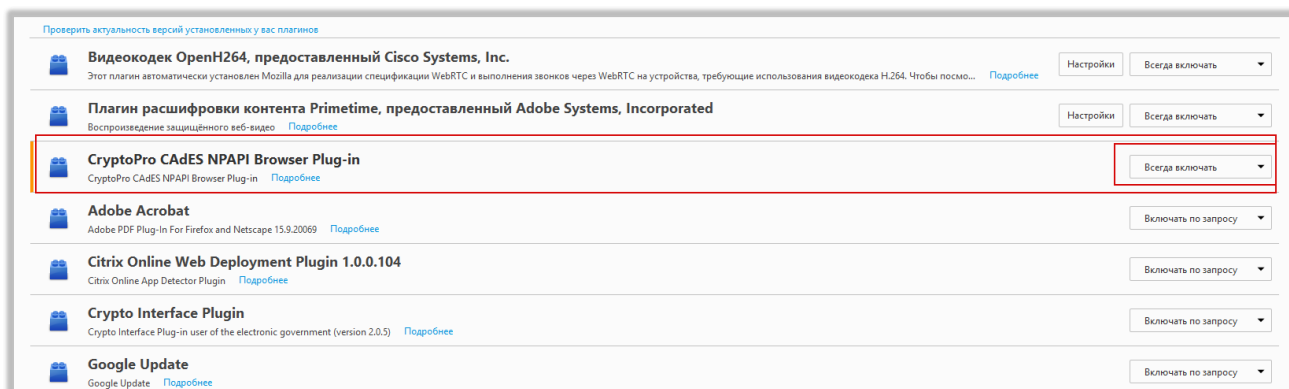 Проверить актуальность версий установленных у вас плагинов
Видеокодек OpenH264, предоставленный Cisco Systems, Inc.
Этот плагин автоматически установлен Mozilla для реализации спецификации WebRTC и выполнения звонков через WebRTC на устройства, требующие использования видеокодека H.264. Чтобы посмо... Подробнее
Настройки Всегда включать
Плагин расшифровки контента Primetime, предоставленный Adobe Systems, Incorporated
Воспроизведение защищённого веб-видео Подробнее
Настройки Всегда включать
CryptoPro CAdES NPAPI Browser Plug-in
CryptoPro CAdES NPAPI Browser Plug-in Подробнее
Всегда включать
Adobe Acrobat
Adobe PDF Plug-In For Firefox and Netscape 15.9.20069 Подробнее
Включать по запросу
Citrix Online Web Deployment Plugin 1.0.0.104
Citrix Online App Detector Plugin Подробнее
Включать по запросу
Crypto Interface Plugin
Crypto Interface Plug-in user of the electronic government (version 2.0.5) Подробнее
Включать по запросу
Google Update
Google Update Подробнее
Включать по запросу